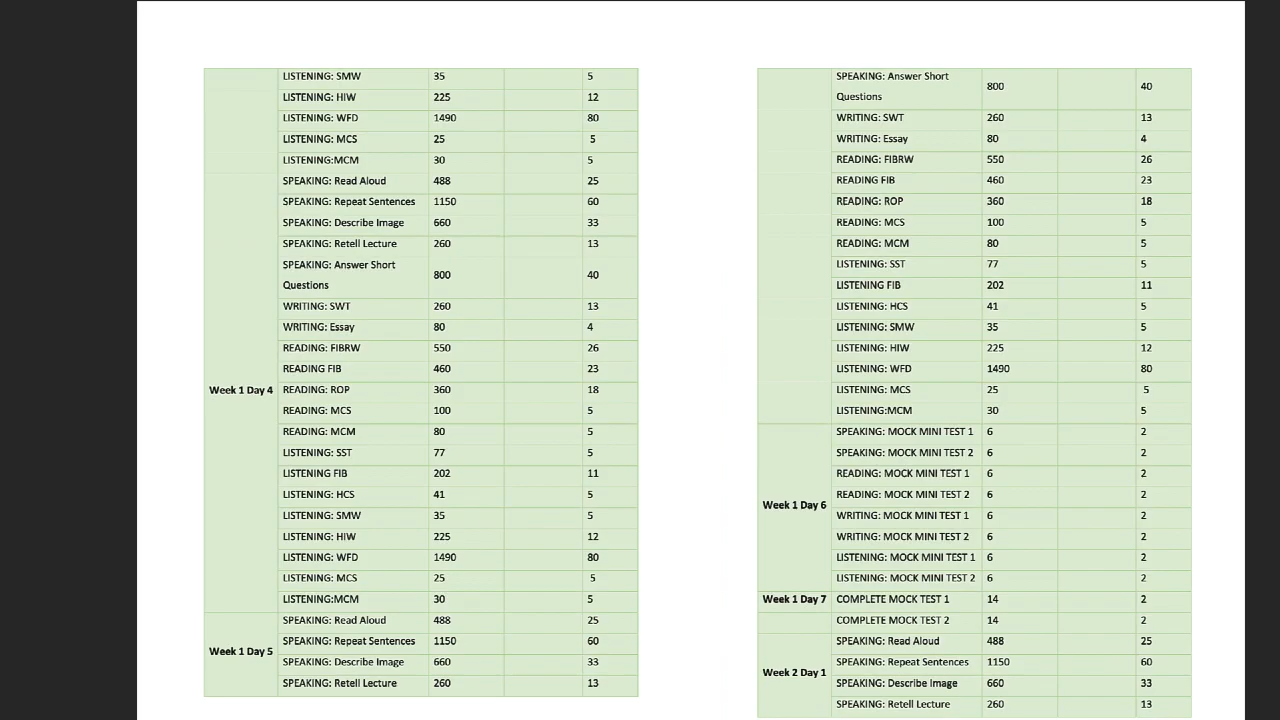 LISTENING: SMW 35 5
LISTENING: HIW 225 12
LISTENING: WFD 1490 80
LISTENING: MCS 25 5
LISTENING:MCM 30 5
Week 1 Day 4
SPEAKING: Read Aloud 488 25
SPEAKING: Repeat Sentences 1150 60
SPEAKING: Describe Image 660 33
SPEAKING: Retell Lecture 260 13
SPEAKING: Answer Short
Questions 800 40
WRITING: SWT 260 13
WRITING: Essay 80 4
READING: FIBRW 550 26
READING FIB 460 23
READING: ROP 360 18
READING: MCS 100 5
READING: MCM 80 5
LISTENING: SST 77 5
LISTENING FIB 202 11
LISTENING: HCS 41 5
LISTENING: SMW 35 5
LISTENING: HIW 225 12
LISTENING: WFD 1490 80
LISTENING: MCS 25 5
LISTENING:MCM 30 5
Week 1 Day 5
SPEAKING: Read Aloud 488 25
SPEAKING: Repeat Sentences 1150 60
SPEAKING: Describe Image 660 33
SPEAKING: Retell Lecture 260 13
SPEAKING: Answer Short
Questions 800 40
WRITING: SWT 260 13
WRITING: Essay 80 4
READING: FIBRW 550 26
READING FIB 460 23
READING: ROP 360 18
READING: MCS 100 5
READING: MCM 80 5
LISTENING: SST 77 5
LISTENING FIB 202 11
LISTENING: HCS 41 5
LISTENING: SMW 35 5
LISTENING: HIW 225 12
LISTENING: WFD 1490 80
LISTENING: MCS 25 5
LISTENING:MCM 30 5
Week 1 Day 6
SPEAKING: MOCK MINI TEST 1 6 2
SPEAKING: MOCK MINI TEST 2 6 2
READING: MOCK MINI TEST 1 6 2
READING: MOCK MINI TEST 2 6 2
WRITING: MOCK MINI TEST 1 6 2
WRITING: MOCK MINI TEST 2 6 2
LISTENING: MOCK MINI TEST 1 6 2
LISTENING: MOCK MINI TEST 2 6 2
Week 1 Day 7 COMPLETE MOCK TEST 1 14 2
COMPLETE MOCK TEST 2 14 2
Week 2 Day 1
SPEAKING: Read Aloud 488 25
SPEAKING: Repeat Sentences 1150 60
SPEAKING: Describe Image 660 33
SPEAKING: Retell Lecture 260 13